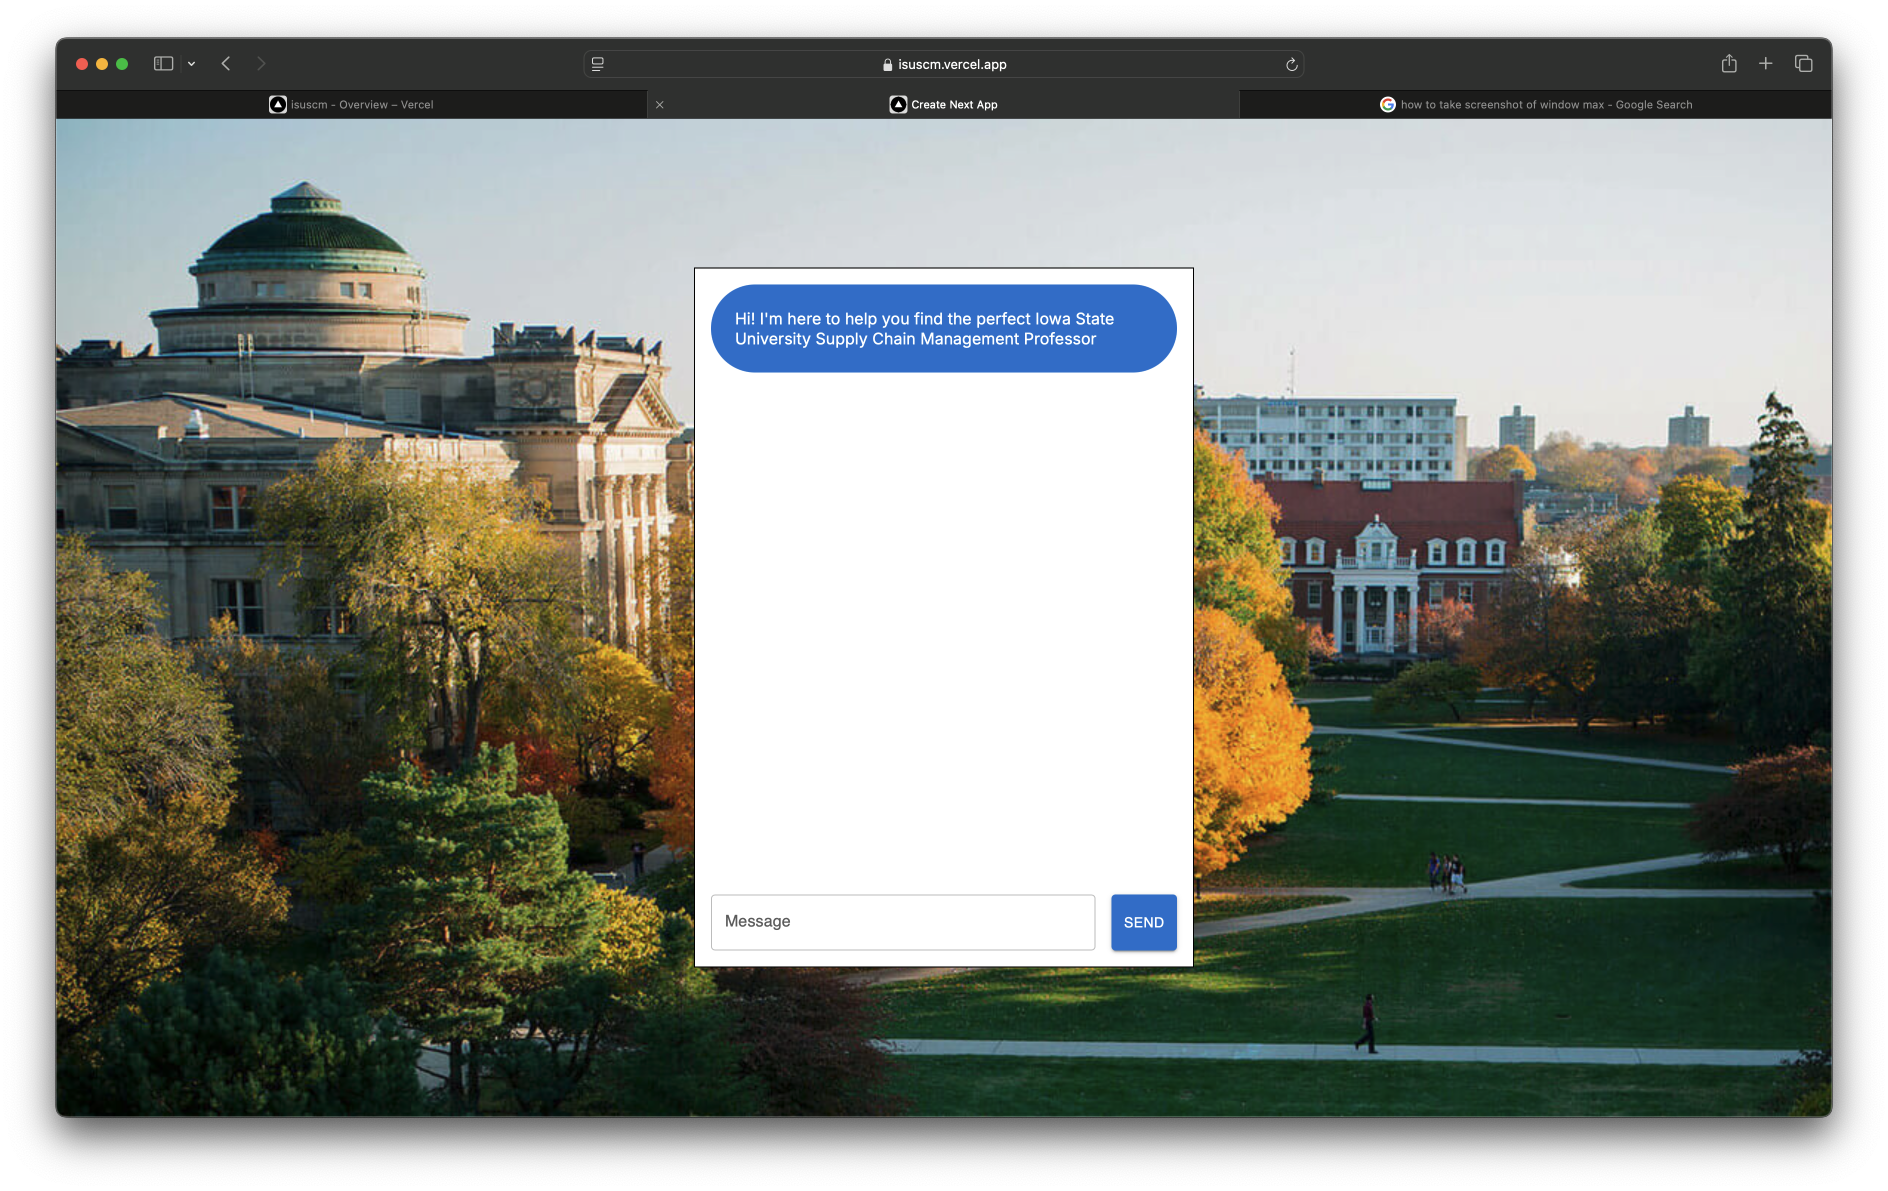 isuscm.vercel.app
isuscm - Overview – Vercel
Create Next App
how to take screenshot of window max - Google Search
Hi! I'm here to help you find the perfect Iowa State
University Supply Chain Management Professor
Message
SEND